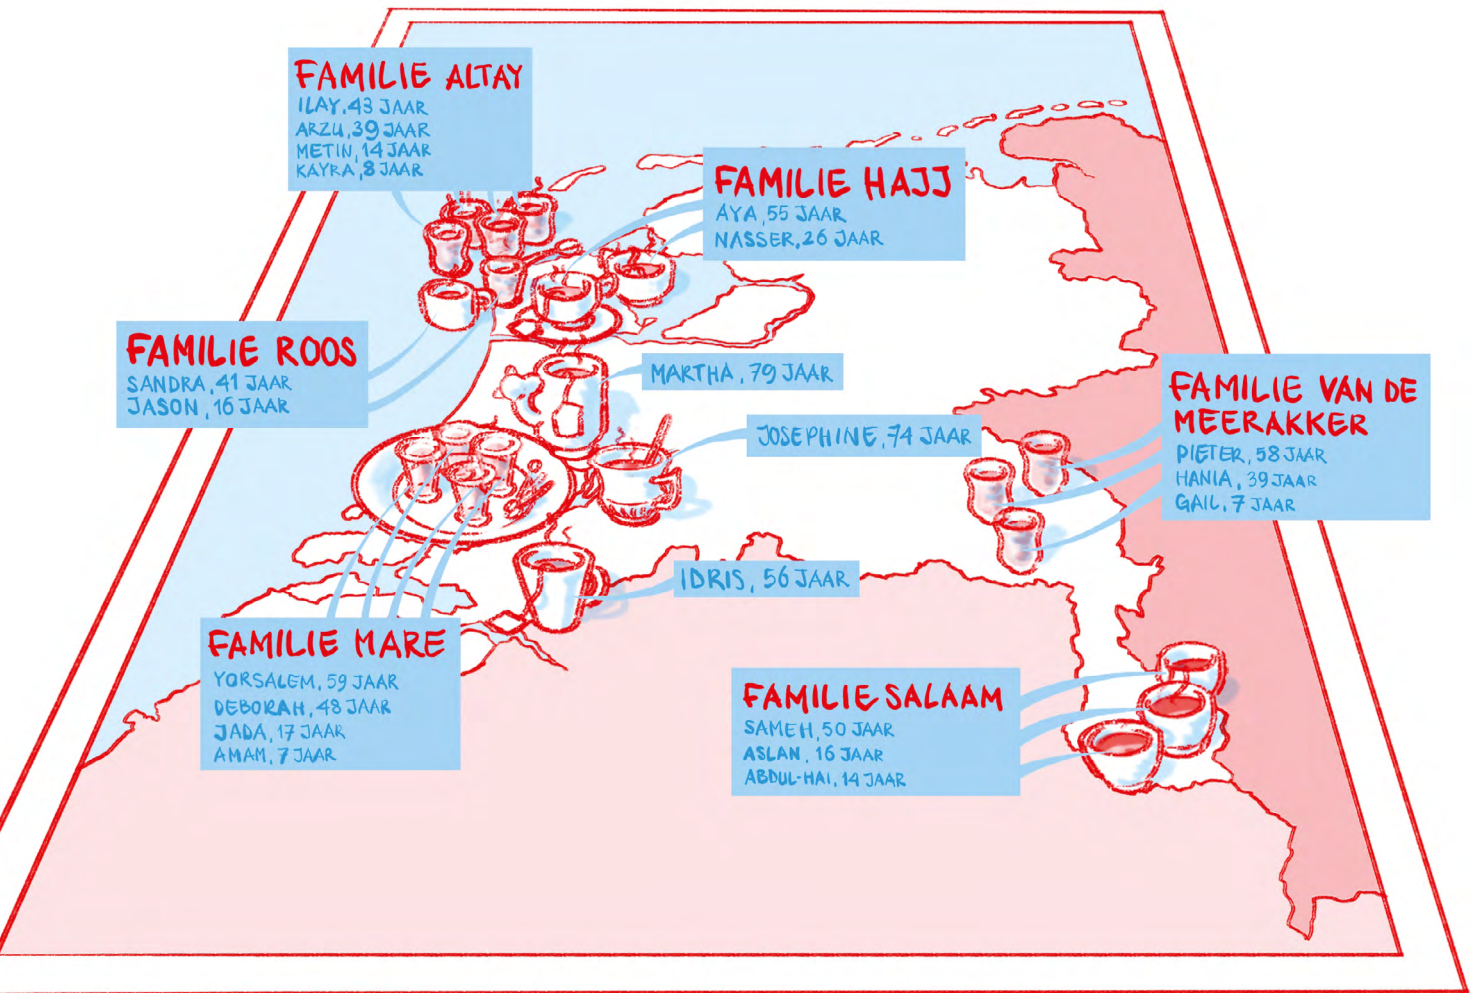 FAMILIE ALTAY
ILAY, 43 JAAR
ARZU, 39 JAAR
METIN, 14 JAAR
KAYRA, 8 JAAR
FAMILIE HAJJ
AYA, 55 JAAR
NASSER, 26 JAAR
FAMILIE ROOS
SANDRA, 41 JAAR
JASON, 16 JAAR
MARTHA, 79 JAAR
JOSEPHINE, 74 JAAR
FAMILIE VAN DE
MEERAKKER
PIETER, 58 JAAR
HANIA, 39 JAAR
GAIL, 7 JAAR
IDRIS, 56 JAAR
FAMILIE MARE
YORSALEM, 59 JAAR
DEBORAH, 48 JAAR
JADA, 17 JAAR
AMAM, 7 JAAR
FAMILIE SALAAM
SAMEH, 50 JAAR
ASLAN, 16 JAAR
ABDUL-HAI, 14 JAAR